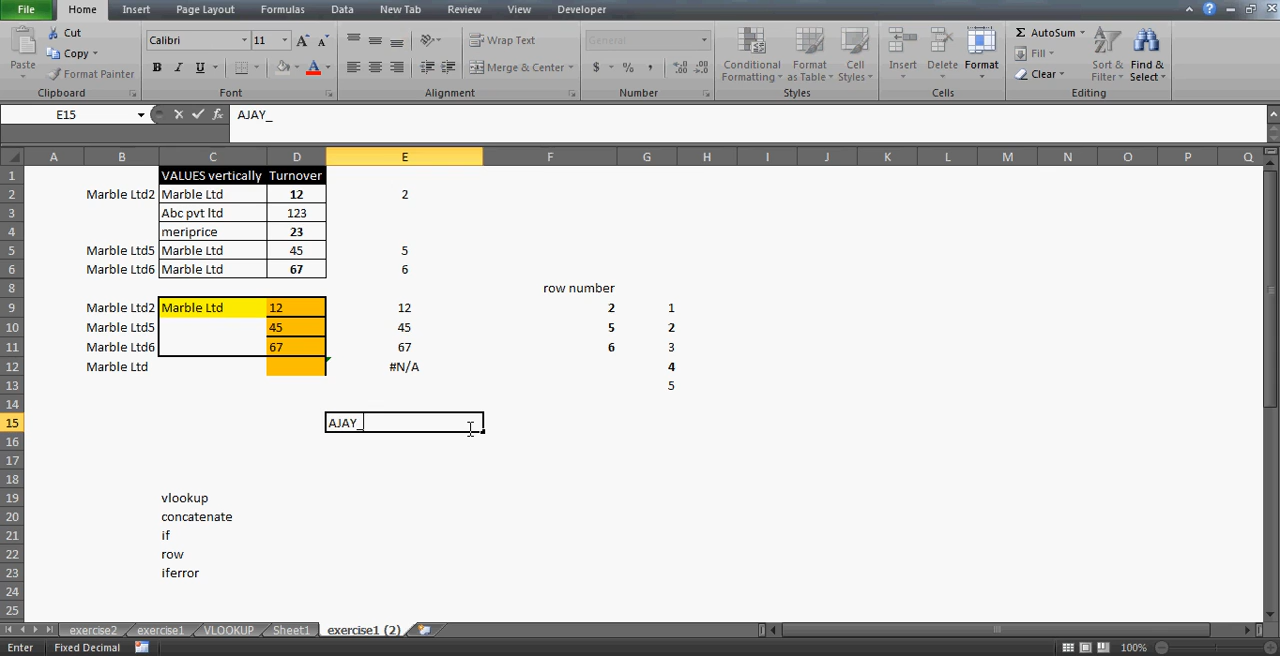 File Home Insert Page Layout Formulas Data New Tab Review View Developer
Cut Calibri 11 A A Wrap Text General AutoSum
Copy Fill
Paste Format Painter B I U A Merge & Center $ % , Conditional Formatting Format as Table Cell Styles Insert Delete Format Clear Sort & Filter Find & Select
Clipboard Font Alignment Number Styles Cells Editing
E15 fx AJAY_
A B C D E F G H I J K L M N O P Q
1 VALUES vertically Turnover
2 Marble Ltd2 Marble Ltd 12 2
3 Abc pvt ltd 123
4 meriprice 23
5 Marble Ltd5 Marble Ltd 45 5
6 Marble Ltd6 Marble Ltd 67 6
8 row number
9 Marble Ltd2 Marble Ltd 12 12 2 1
10 Marble Ltd5 45 45 5 2
11 Marble Ltd6 67 67 6 3
12 Marble Ltd #N/A 4
13 5
14
15 AJAY_
16
17
18
19 vlookup
20 concatenate
21 if
22 row
23 iferror
24
25
exercise2 exercise1 VLOOKUP Sheet1 exercise1 (2)
Enter Fixed Decimal 100%